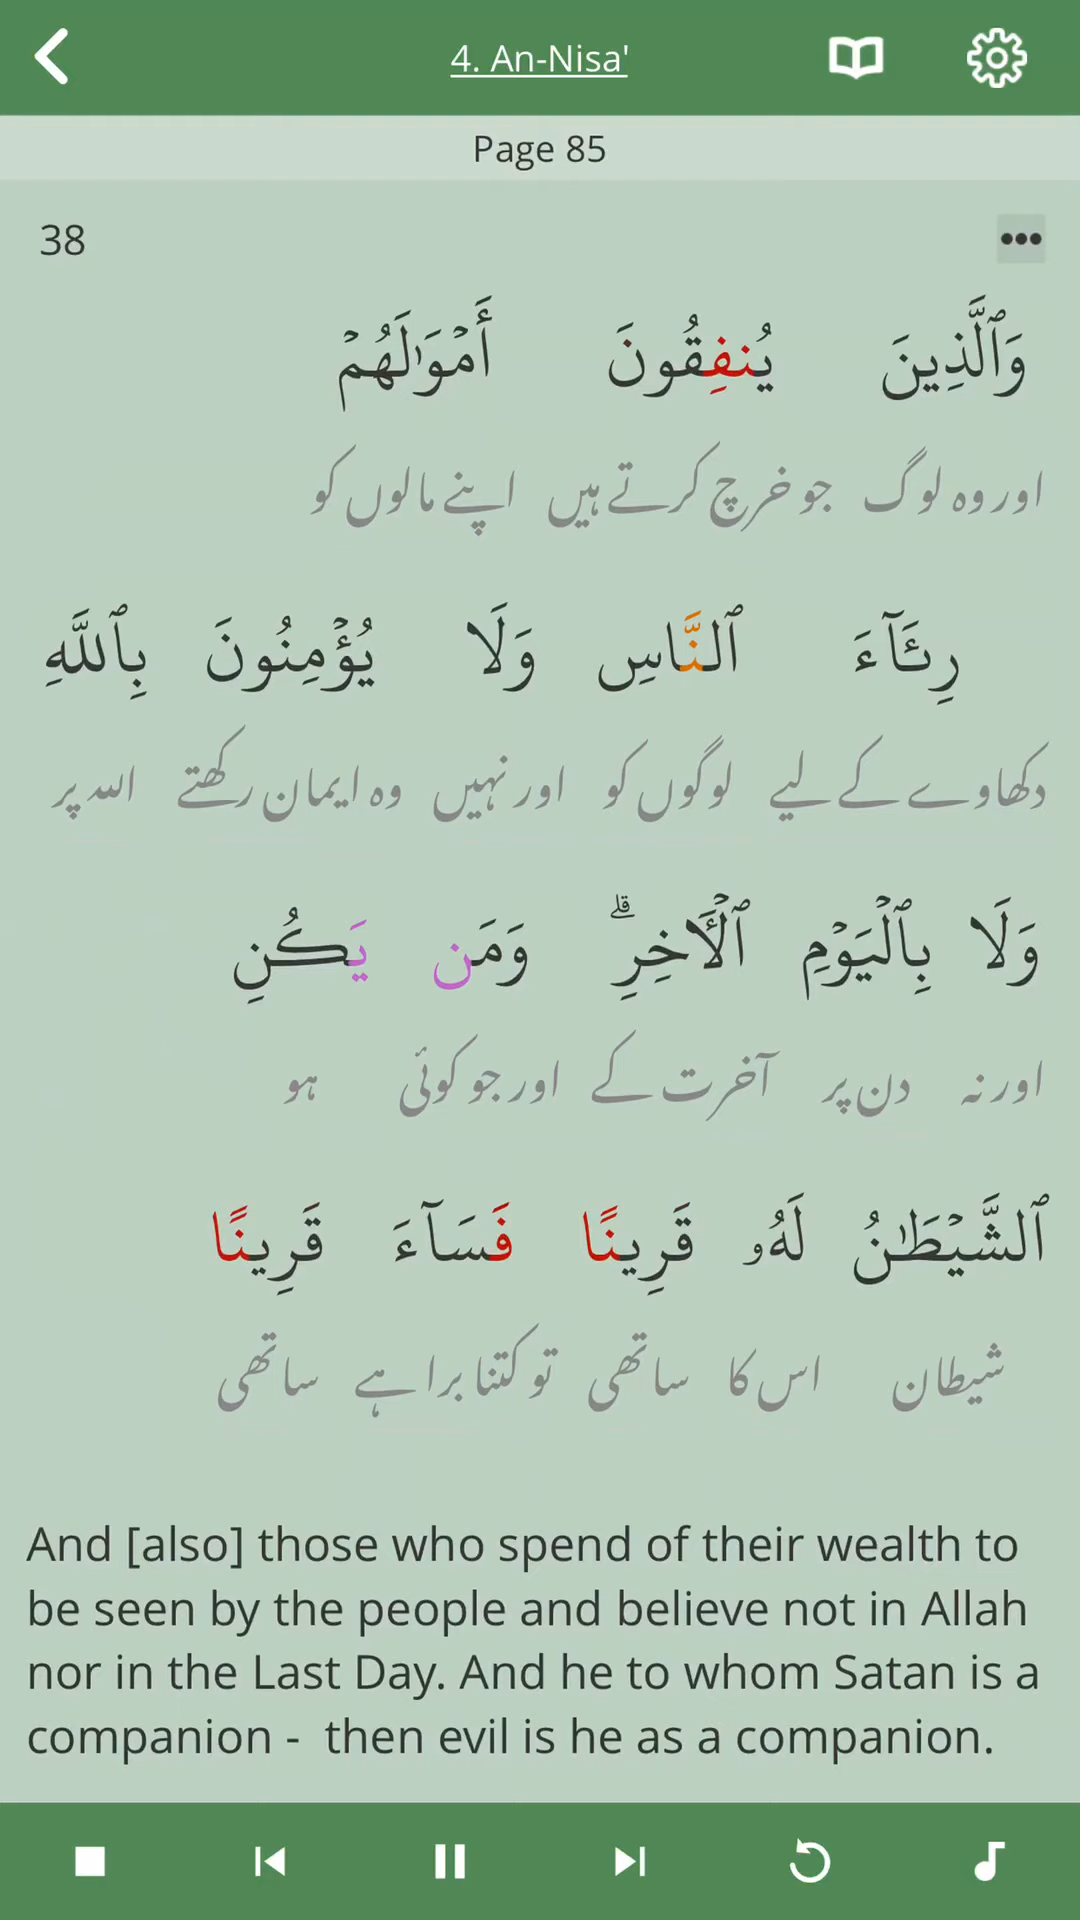 4. An-Nisa'
Page 85
38
وَٱلَّذِينَ يُنفِقُونَ أَمْوَٰلَهُمْ
اور وہ لوگ جو خرچ کرتے ہیں اپنے مالوں کو
رِئَآءَ ٱلنَّاسِ وَلَا يُؤْمِنُونَ بِٱللَّهِ
دکھاوے کے لیے لوگوں کو اور نہیں وہ ایمان رکھتے اللہ پر
وَلَا بِٱلْيَوْمِ ٱلْـَٔاخِرِ ۗ وَمَن يَكُنِ
اور نہ دن پر آخرت کے اور جو کوئی ہو
ٱلشَّيْطَـٰنُ لَهُۥ قَرِينًا فَسَآءَ قَرِينًا
شیطان اس کا ساتھی تو کتنا برا ہے ساتھی
And [also] those who spend of their wealth to
be seen by the people and believe not in Allah
nor in the Last Day. And he to whom Satan is a
companion -  then evil is he as a companion.